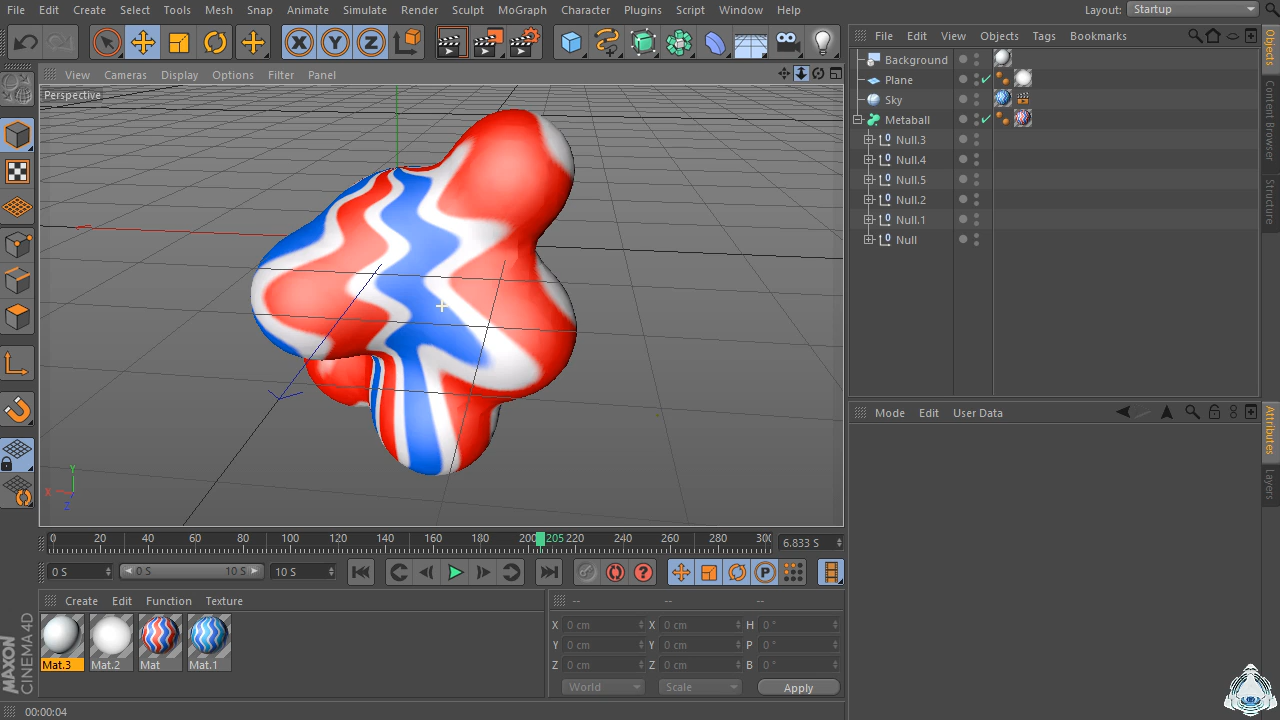 File Edit Create Select Tools Mesh Snap Animate Simulate Render Sculpt MoGraph Character Plugins Script Window Help Layout: Startup
X Y Z
File Edit View Objects Tags Bookmarks
View Cameras Display Options Filter Panel
Perspective
Background
Plane
Sky
Metaball
Null.3
Null.4
Null.5
Null.2
Null.1
Null
Objects
Content Browser
Structure
Y
X
Z
Mode Edit User Data
Attributes
Layers
0 20 40 60 80 100 120 140 160 180 200 205 220 240 260 280 300 6.833 S
0 S 0 S 10 S 10 S
P
Create Edit Function Texture
-- -- --
Mat.3 Mat.2 Mat Mat.1
X 0 cm X 0 cm H 0 °
Y 0 cm Y 0 cm P 0 °
Z 0 cm Z 0 cm B 0 °
World Scale Apply
MAXON
CINEMA 4D
00:00:04